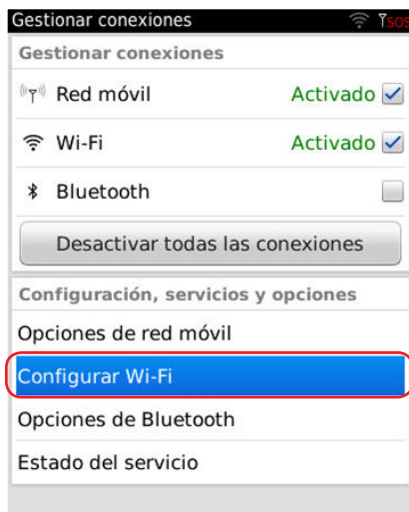 Gestionar conexiones SOS
Gestionar conexiones
Red móvil Activado
Wi-Fi Activado
Bluetooth
Desactivar todas las conexiones
Configuración, servicios y opciones
Opciones de red móvil
Configurar Wi-Fi
Opciones de Bluetooth
Estado del servicio